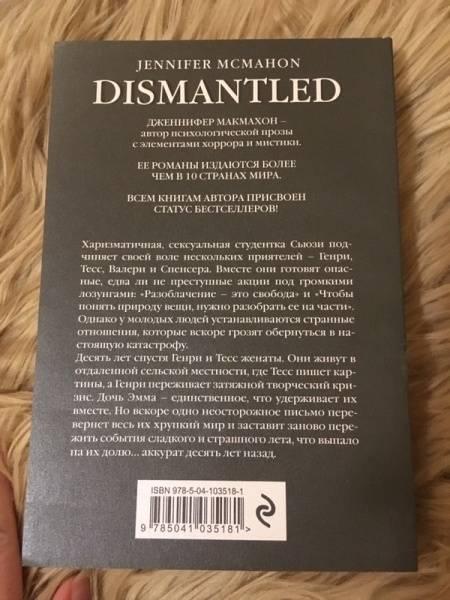 JENNIFER MCMAHON
DISMANTLED
ДЖЕННИФЕР МАКМАХОН –
автор психологической прозы
с элементами хоррора и мистики.
ЕЕ РОМАНЫ ИЗДАЮТСЯ БОЛЕЕ
ЧЕМ В 10 СТРАНАХ МИРА.
ВСЕМ КНИГАМ АВТОРА ПРИСВОЕН
СТАТУС БЕСТСЕЛЛЕРОВ!
Харизматичная, сексуальная студентка Сьюзи под-
чиняет своей воле нескольких приятелей – Генри,
Тесс, Валери и Спенсера. Вместе они готовят опас-
ные, едва ли не преступные акции под громкими
лозунгами: «Разоблачение – это свобода» и «Чтобы
понять природу вещи, нужно разобрать ее на части».
Однако у молодых людей устанавливаются странные
отношения, которые вскоре грозят обернуться в на-
стоящую катастрофу.
Десять лет спустя Генри и Тесс женаты. Они живут в
отдаленной сельской местности, где Тесс пишет кар-
тины, а Генри переживает затяжной творческий кри-
зис. Дочь Эмма – единственное, что удерживает их
вместе. Но вскоре одно неосторожное письмо пере-
вернет весь их хрупкий мир и заставит заново пере-
жить события сладкого и страшного лета, что выпало
на их долю... аккурат десять лет назад.
ISBN 978-5-04-103518-1
9 785041 035181 >